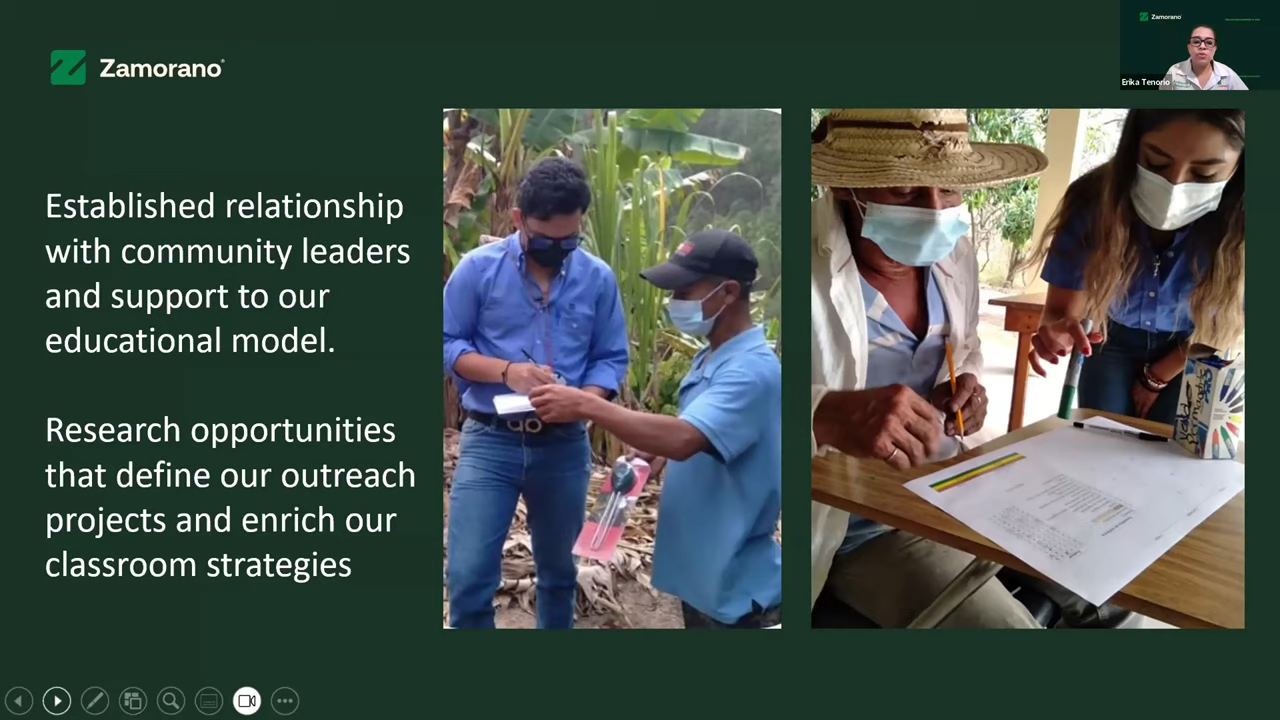 Zamorano
Zamorano
Erika Tenorio
Established relationship
with community leaders
and support to our
educational model.
Research opportunities
that define our outreach
projects and enrich our
classroom strategies